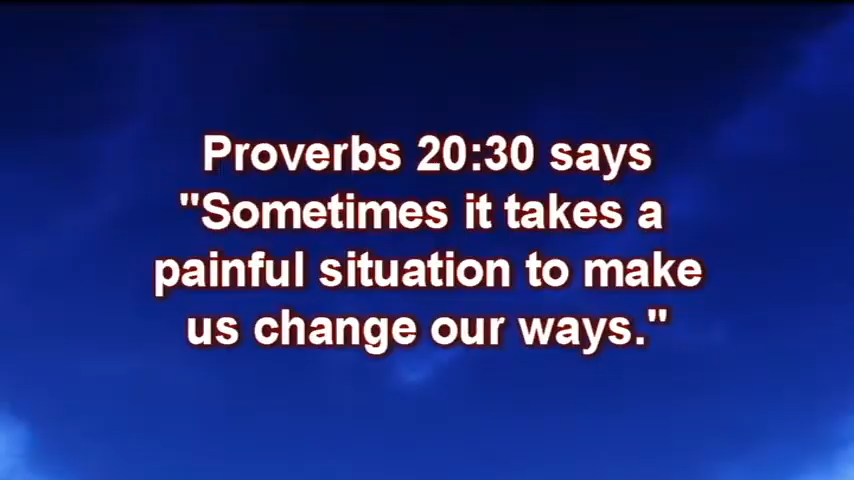 Proverbs 20:30 says
"Sometimes it takes a
painful situation to make
us change our ways."